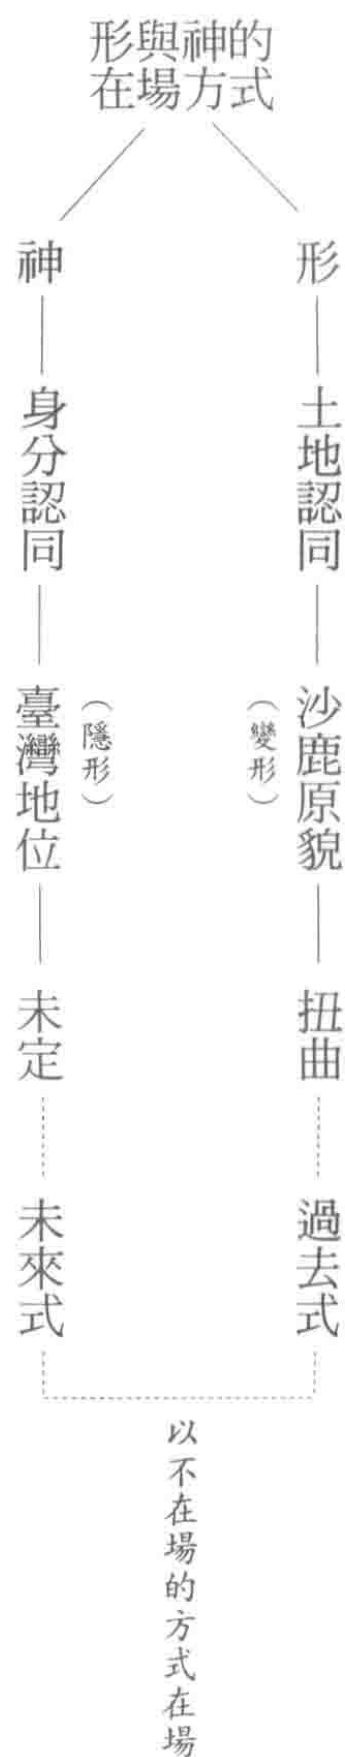 形與神的
在場方式
形
土地認同
沙鹿原貌
（變形）
扭曲
過去式
神
身分認同
臺灣地位
（隱形）
未定
未來式
以不在場的方式在場